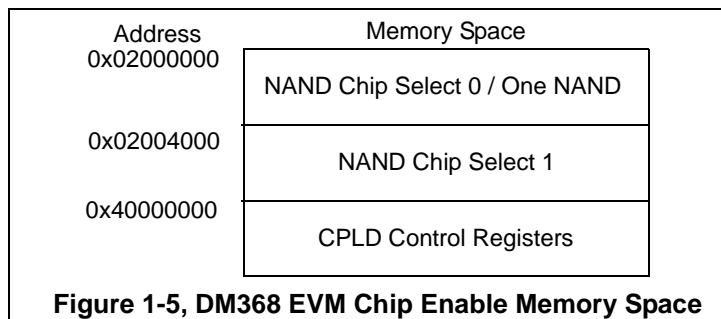 Address Memory Space
0x02000000
NAND Chip Select 0 / One NAND
0x02004000
NAND Chip Select 1
0x40000000
CPLD Control Registers
Figure 1-5, DM368 EVM Chip Enable Memory Space